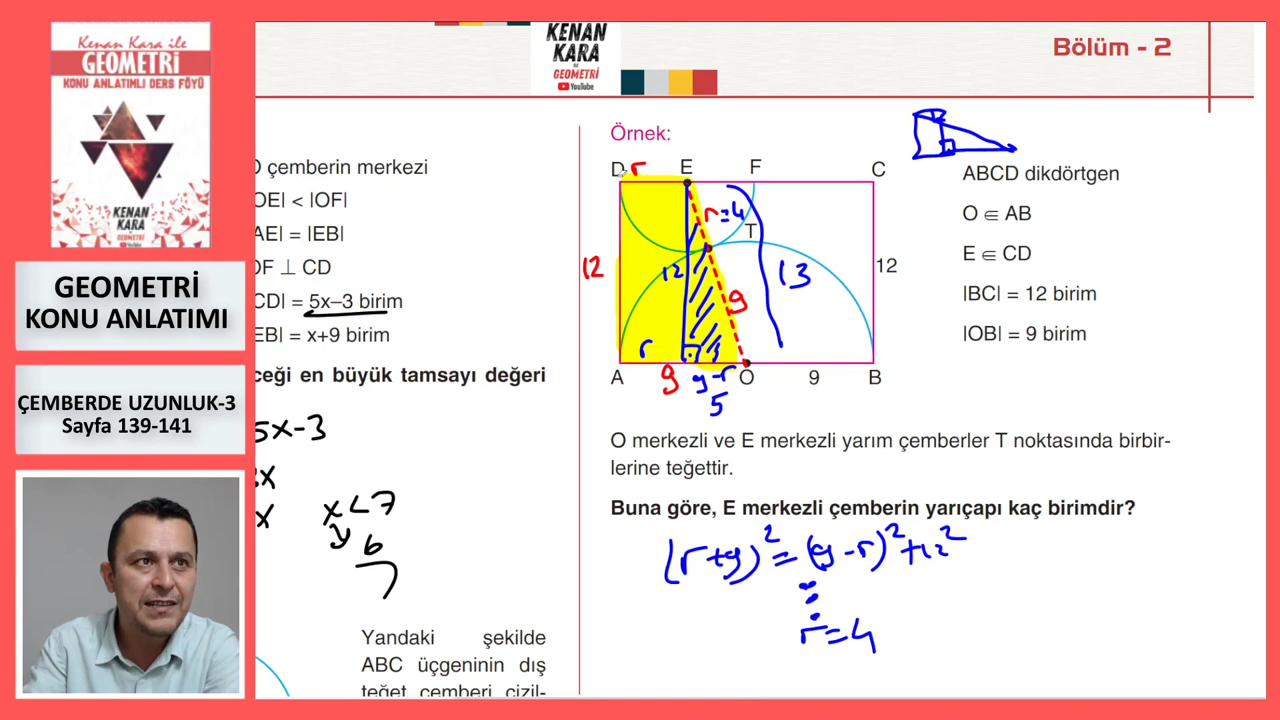 Kenan Kara ile
GEOMETRİ
KONU ANLATIMLI DERS FÖYÜ
KENAN
KARA
GEOMETRİ
YouTube
GEOMETRİ
KONU ANLATIMI
ÇEMBERDE UZUNLUK-3
Sayfa 139-141
KENAN
KARA
ile
GEOMETRİ
YouTube
Bölüm - 2
O çemberin merkezi
|OE| < |OF|
|AE| = |EB|
OF ⊥ CD
|CD| = 5x–3 birim
|EB| = x+9 birim
ceği en büyük tamsayı değeri
5x-3
x
x
x<7
6
Yandaki şekilde
ABC üçgeninin dış
teğet çemberi çizil-
Örnek:
D r E F C
r=4
T
12 12 13 12
9
r
A 9 9-r O 9 B
5
ABCD dikdörtgen
O ∈ AB
E ∈ CD
|BC| = 12 birim
|OB| = 9 birim
O merkezli ve E merkezli yarım çemberler T noktasında birbir-
lerine teğettir.
Buna göre, E merkezli çemberin yarıçapı kaç birimdir?
(r+9)²=(9-r)²+12²
r=4